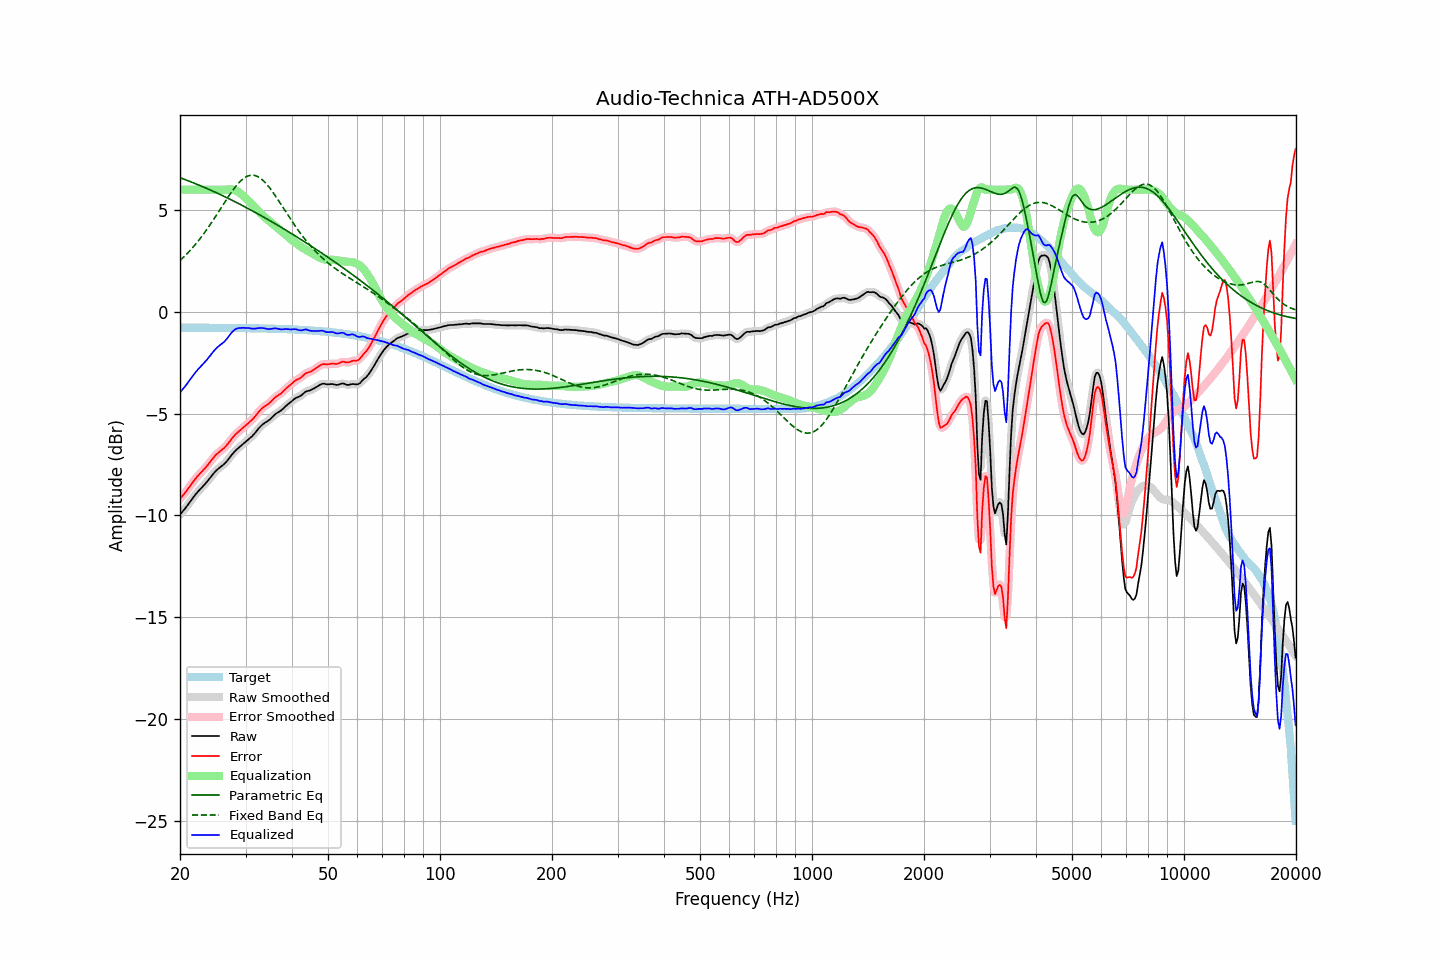 Audio-Technica ATH-AD500X
Amplitude (dBr)
5
0
−5
−10
−15
−20
−25
Target
Raw Smoothed
Error Smoothed
Raw
Error
Equalization
Parametric Eq
Fixed Band Eq
Equalized
20 50 100 200 500 1000 2000 5000 10000 20000
Frequency (Hz)